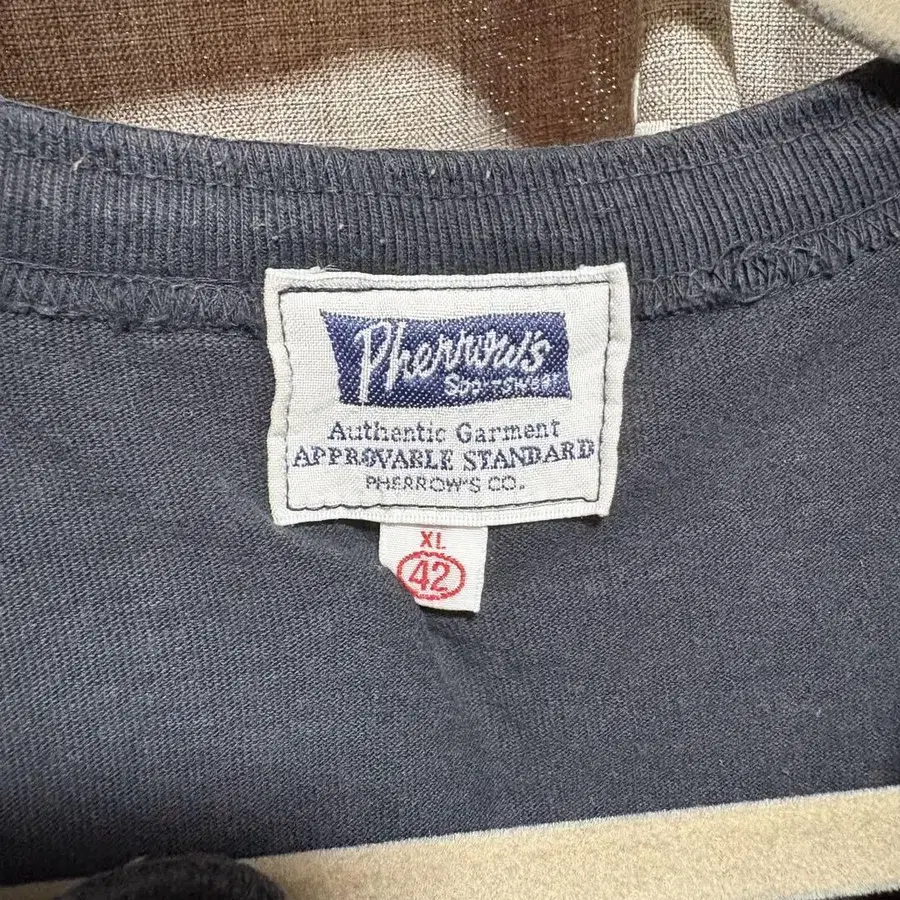 Pherrow's
Sportswear
Authentic Garment
APPROVABLE STANDARD
PHERROW'S CO.
XL
42